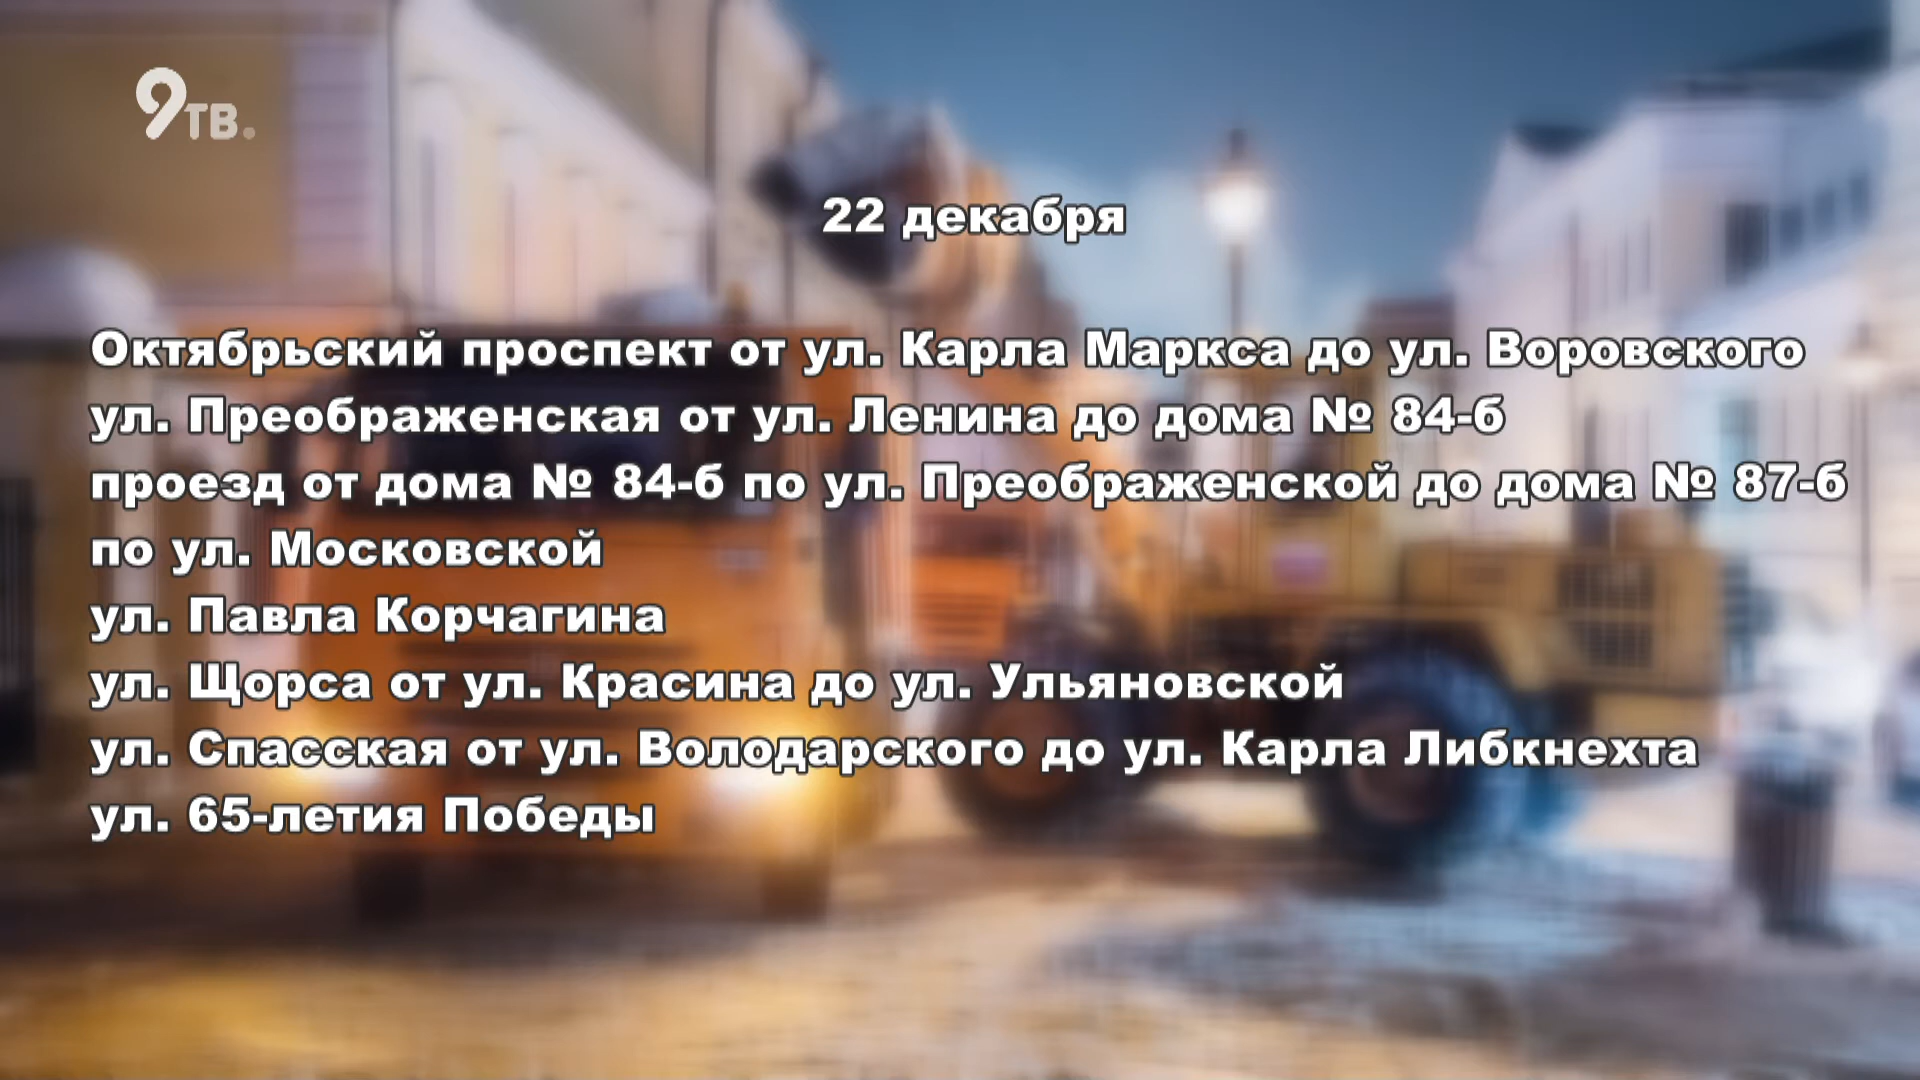 9ТВ.
22 декабря
Октябрьский проспект от ул. Карла Маркса до ул. Воровского
ул. Преображенская от ул. Ленина до дома № 84-б
проезд от дома № 84-б по ул. Преображенской до дома № 87-б
по ул. Московской
ул. Павла Корчагина
ул. Щорса от ул. Красина до ул. Ульяновской
ул. Спасская от ул. Володарского до ул. Карла Либкнехта
ул. 65-летия Победы